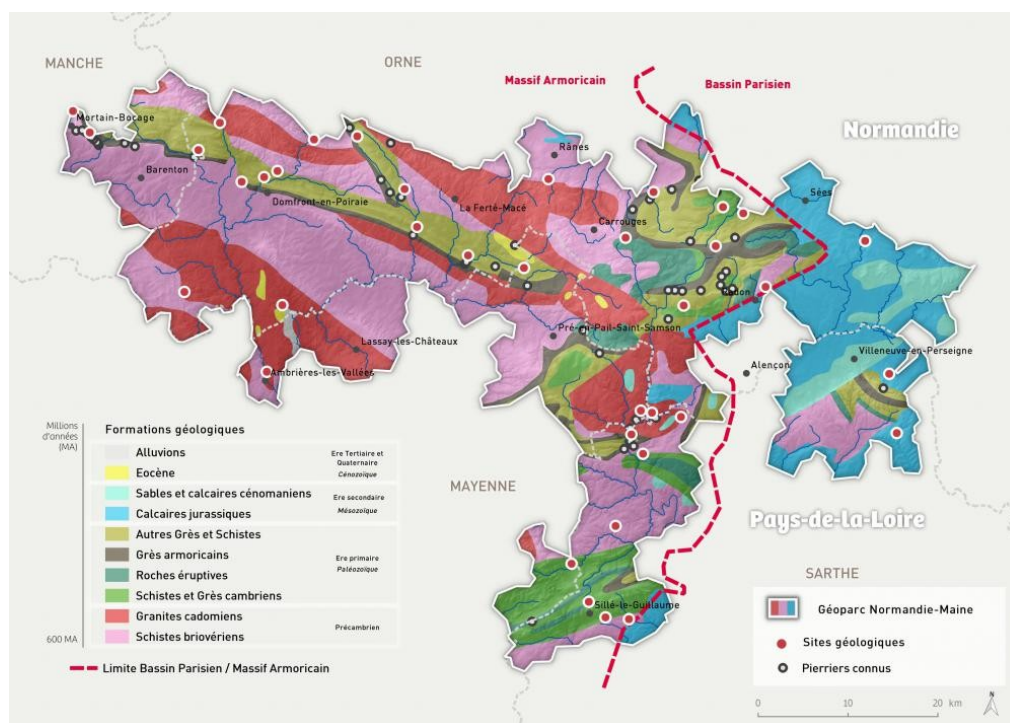 MANCHE
ORNE
Massif Armoricain
Bassin Parisien
Normandie
Mortain-Bocage
Barenton
Domfront-en-Poiraie
La Ferté-Macé
Rânes
Carrouges
Sées
Pré-en-Pail-Saint-Samson
Lassay-les-Châteaux
Ambrières-les-Vallées
Alençon
Villeneuve-en-Perseigne
MAYENNE
Pays-de-la-Loire
SARTHE
Sillé-le-Guillaume
Millions
d'années
(MA)
600 MA
Formations géologiques
Alluvions
Eocène
Ere Tertiaire et
Quaternaire
Cénozoïque
Sables et calcaires cénomaniens
Calcaires jurassiques
Ere secondaire
Mésozoïque
Autres Grès et Schistes
Grès armoricains
Roches éruptives
Schistes et Grès cambriens
Ere primaire
Paléozoïque
Granites cadomiens
Schistes briovériens
Précambrien
Limite Bassin Parisien / Massif Armoricain
Géoparc Normandie-Maine
Sites géologiques
Pierriers connus
0 10 20 km
N